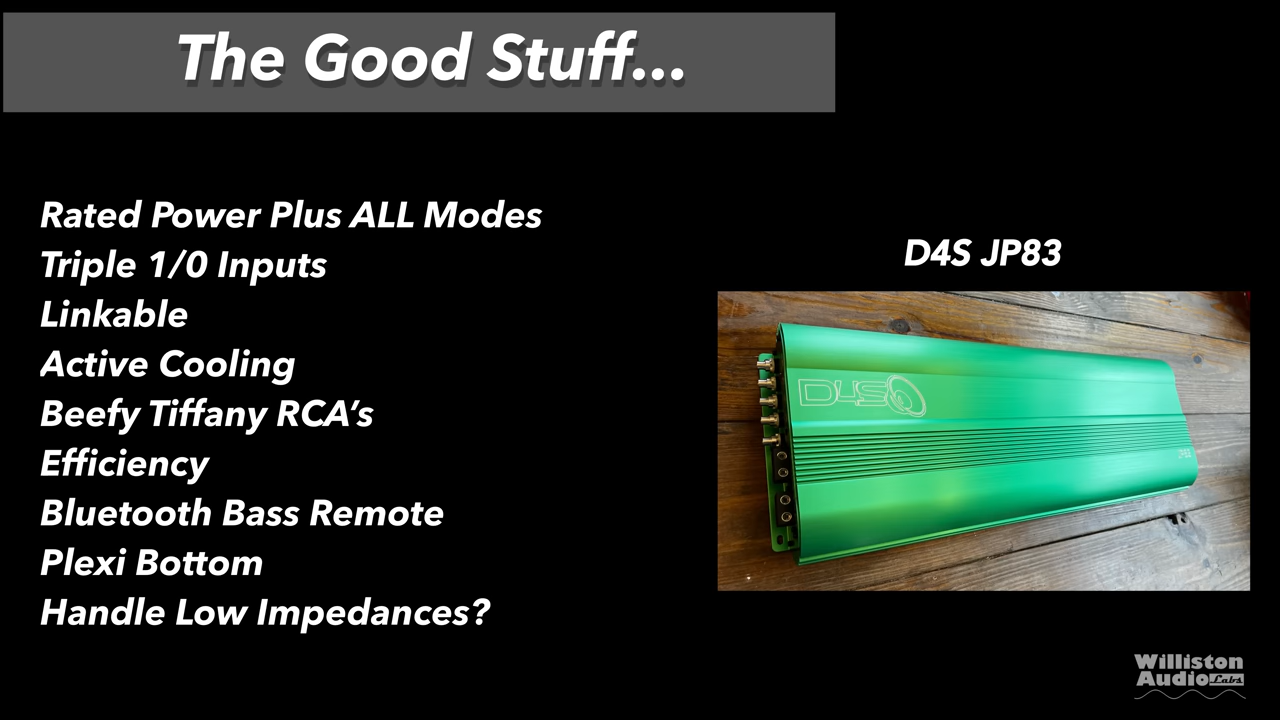 The Good Stuff...
Rated Power Plus ALL Modes
Triple 1/0 Inputs
Linkable
Active Cooling
Beefy Tiffany RCA’s
Efficiency
Bluetooth Bass Remote
Plexi Bottom
Handle Low Impedances?
D4S JP83
D4S
JP83
Williston
Audio Labs